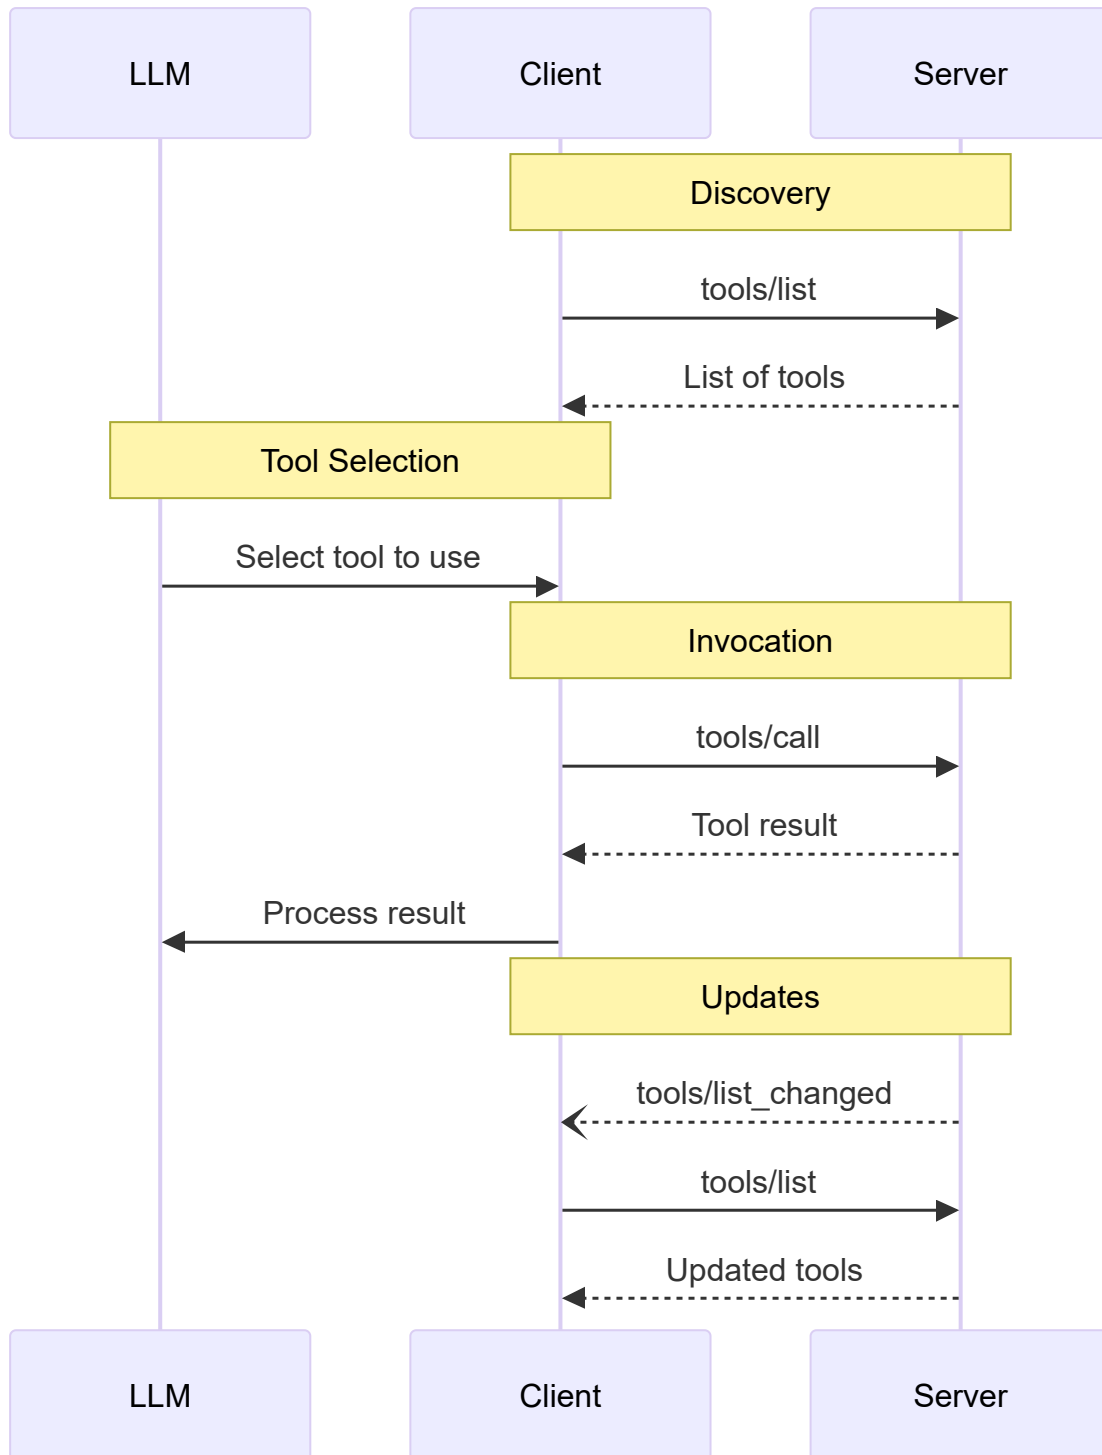 LLM
Client
Server
Discovery
tools/list
List of tools
Tool Selection
Select tool to use
Invocation
tools/call
Tool result
Process result
Updates
tools/list_changed
tools/list
Updated tools
LLM
Client
Server